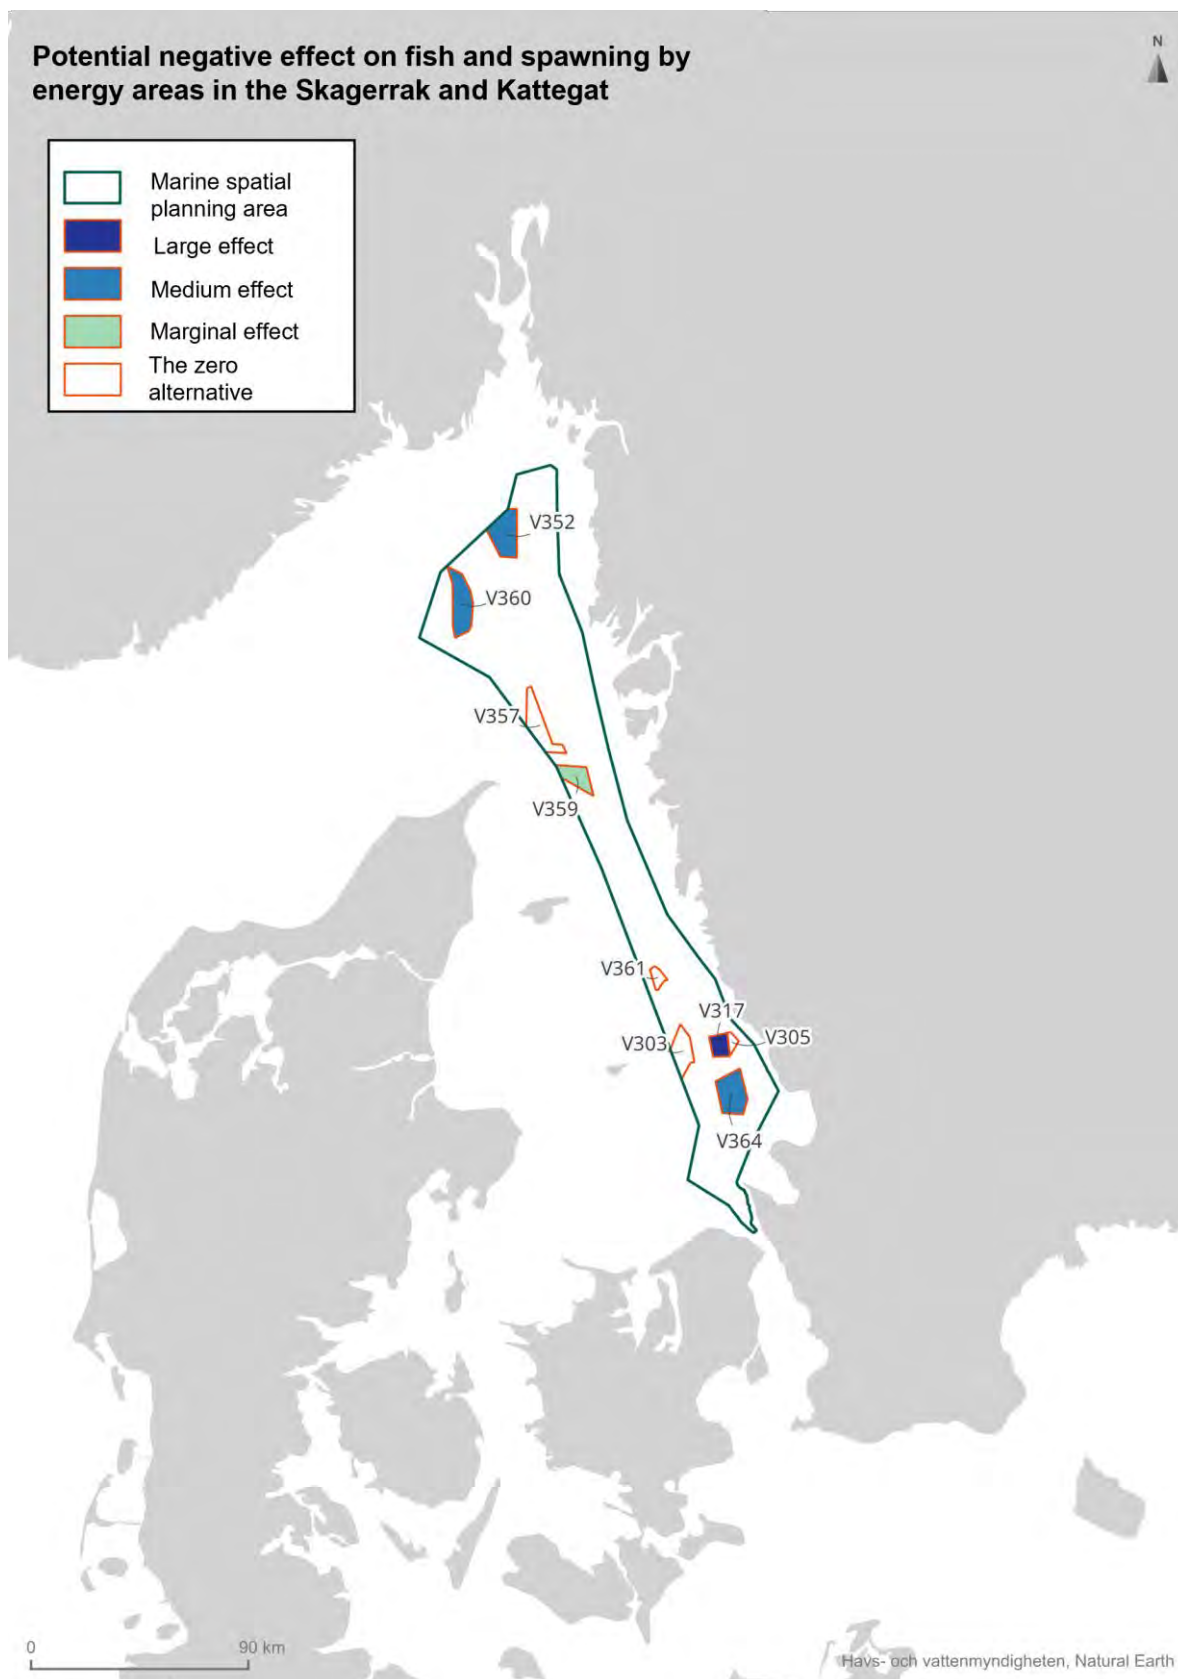 Potential negative effect on fish and spawning by
energy areas in the Skagerrak and Kattegat
N
Marine spatial
planning area
Large effect
Medium effect
Marginal effect
The zero
alternative
V352
V360
V357
V359
V361
V317
V303
V305
V364
0
90 km
Havs- och vattenmyndigheten, Natural Earth